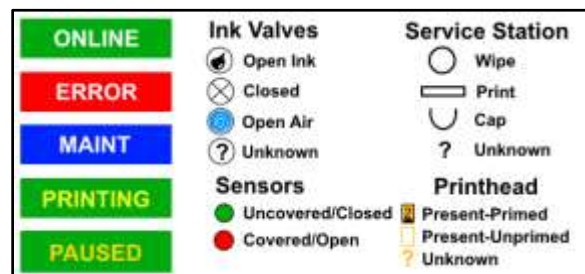 ONLINE
ERROR
MAINT
PRINTING
PAUSED
Ink Valves
Open Ink
Closed
Open Air
? Unknown
Sensors
Uncovered/Closed
Covered/Open
Service Station
Wipe
Print
Cap
? Unknown
Printhead
Present-Primed
Present-Unprimed
? Unknown